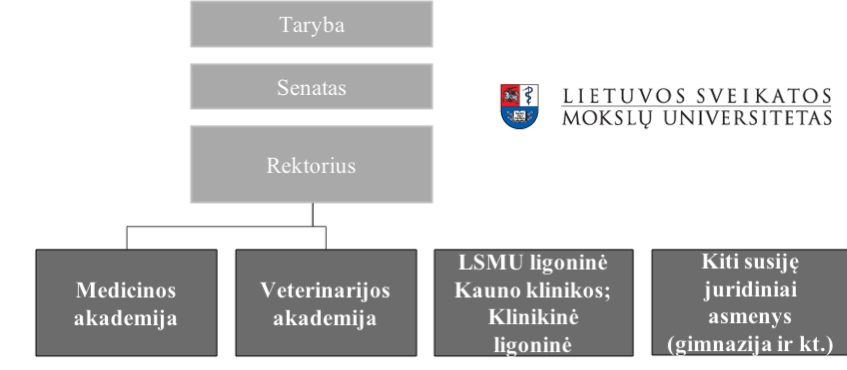 Taryba
Senatas
LIETUVOS SVEIKATOS
MOKSLŲ UNIVERSITETAS
Rektorius
Medicinos
akademija
Veterinarijos
akademija
LSMU ligoninė
Kauno klinikos;
Klinikinė
ligoninė
Kiti susiję
juridiniai
asmenys
(gimnazija ir kt.)